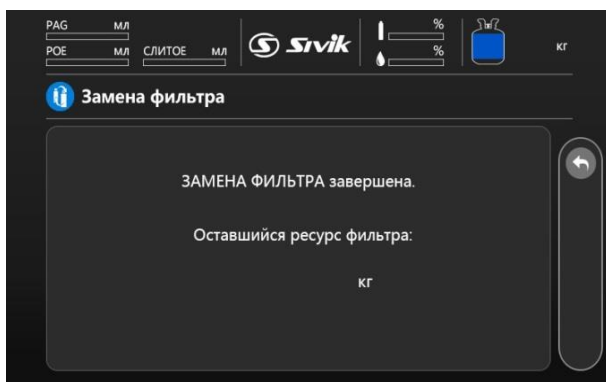 PAG мл
POE мл СЛИТОЕ мл
Sivik
%
%
кг
Замена фильтра
ЗАМЕНА ФИЛЬТРА завершена.
Оставшийся ресурс фильтра:
кг